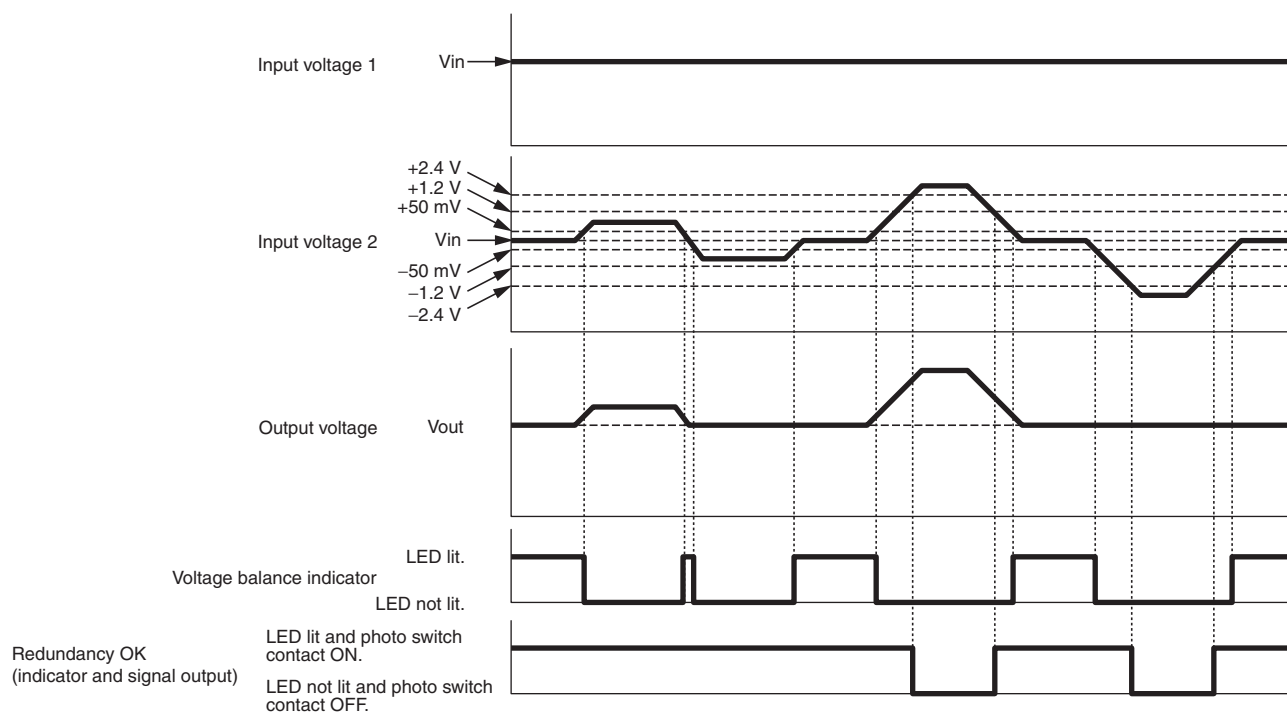 Input voltage 1
Vin
+2.4 V
+1.2 V
+50 mV
Input voltage 2
Vin
−50 mV
−1.2 V
−2.4 V
Output voltage
Vout
Voltage balance indicator
LED lit.
LED not lit.
Redundancy OK
(indicator and signal output)
LED lit and photo switch
contact ON.
LED not lit and photo switch
contact OFF.